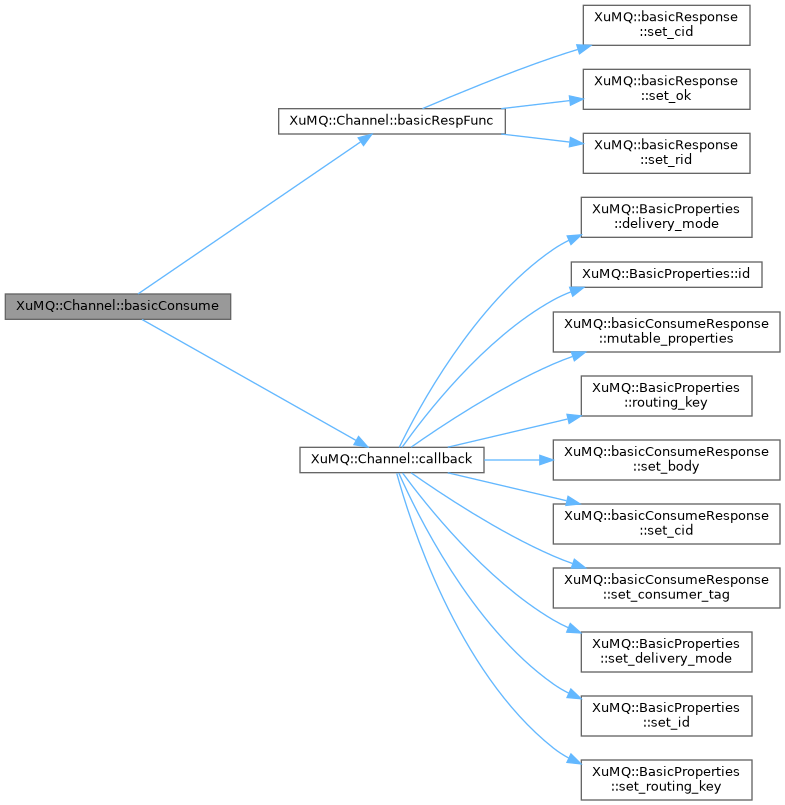 XuMQ::basicResponse
::set_cid
XuMQ::basicResponse
::set_ok
XuMQ::Channel::basicRespFunc
XuMQ::basicResponse
::set_rid
XuMQ::BasicProperties
::delivery_mode
XuMQ::BasicProperties::id
XuMQ::Channel::basicConsume
XuMQ::basicConsumeResponse
::mutable_properties
XuMQ::BasicProperties
::routing_key
XuMQ::Channel::callback
XuMQ::basicConsumeResponse
::set_body
XuMQ::basicConsumeResponse
::set_cid
XuMQ::basicConsumeResponse
::set_consumer_tag
XuMQ::BasicProperties
::set_delivery_mode
XuMQ::BasicProperties
::set_id
XuMQ::BasicProperties
::set_routing_key